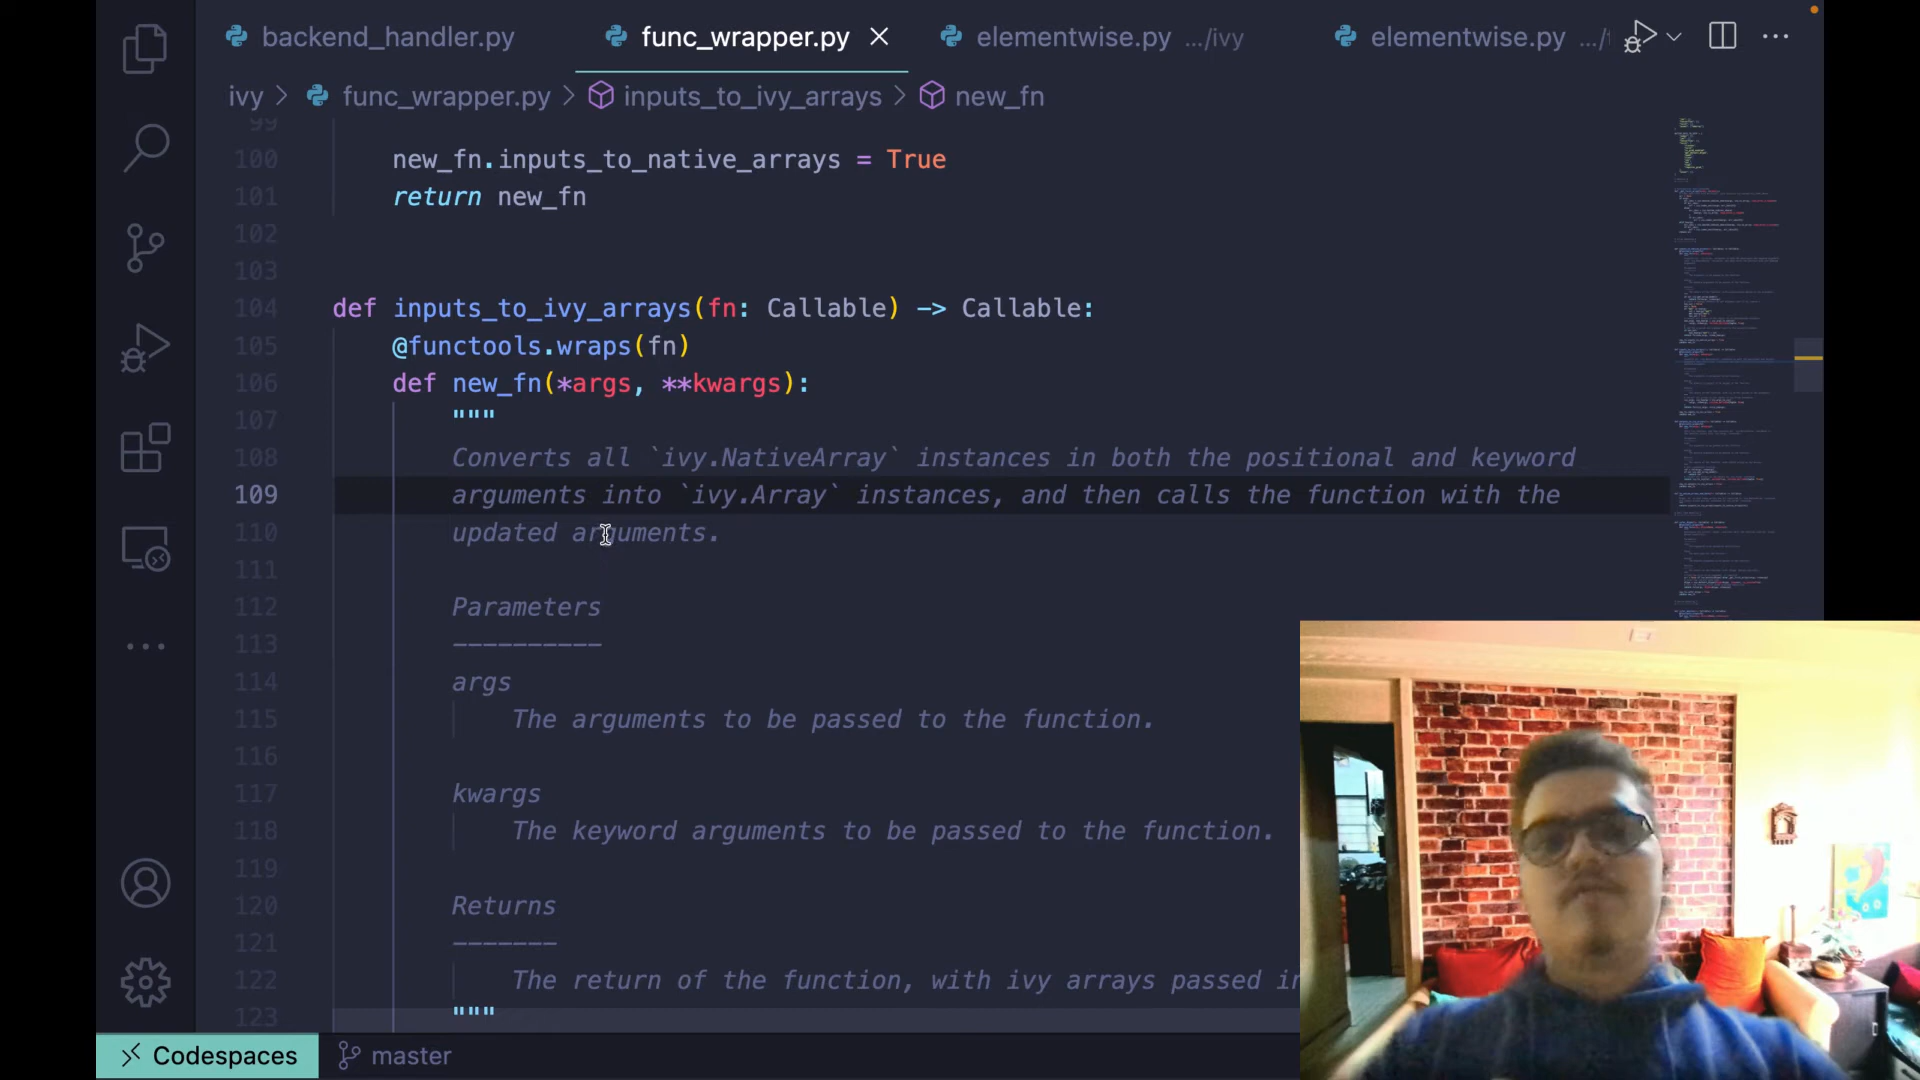 backend_handler.py
func_wrapper.py
elementwise.py .../ivy
elementwise.py .../
ivy > func_wrapper.py > inputs_to_ivy_arrays > new_fn
99
100 new_fn.inputs_to_native_arrays = True
101 return new_fn
102
103
104 def inputs_to_ivy_arrays(fn: Callable) -> Callable:
105 @functools.wraps(fn)
106 def new_fn(*args, **kwargs):
107 """
108 Converts all `ivy.NativeArray` instances in both the positional and keyword
109 arguments into `ivy.Array` instances, and then calls the function with the
110 updated arguments.
111
112 Parameters
113 ----------
114 args
115 The arguments to be passed to the function.
116
117 kwargs
118 The keyword arguments to be passed to the function.
119
120 Returns
121 -------
122 The return of the function, with ivy arrays passed in
123 """
Codespaces
master